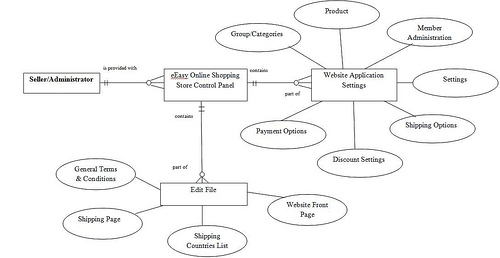 Product
Group/Categories
Member
Administration
is provided with
Seller/Administrator
eEasy Online Shopping
Store Control Panel
contains
part of
Website Application
Settings
Settings
contains
Payment Options
Shipping Options
Discount Settings
part of
General Terms
& Conditions
Edit File
Shipping Page
Website Front
Page
Shipping
Countries List